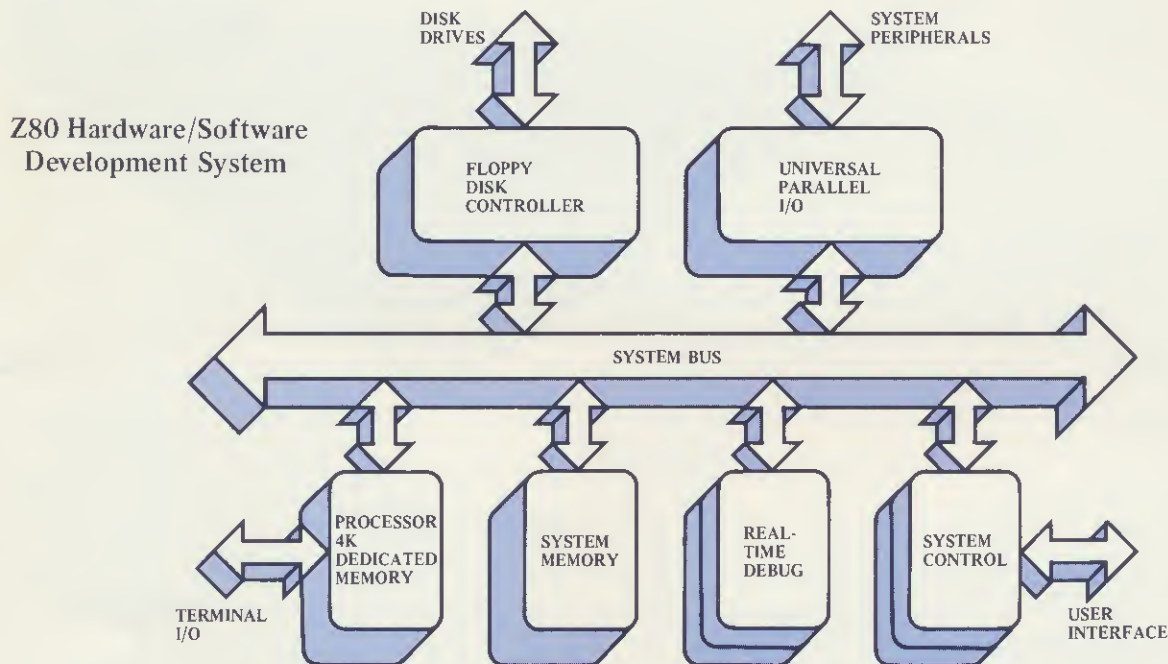 DISK
DRIVES
SYSTEM
PERIPHERALS
Z80 Hardware/Software
Development System
FLOPPY
DISK
CONTROLLER
UNIVERSAL
PARALLEL
I/O
SYSTEM BUS
PROCESSOR
4K
DEDICATED
MEMORY
SYSTEM
MEMORY
REAL-
TIME
DEBUG
SYSTEM
CONTROL
TERMINAL
I/O
USER
INTERFACE